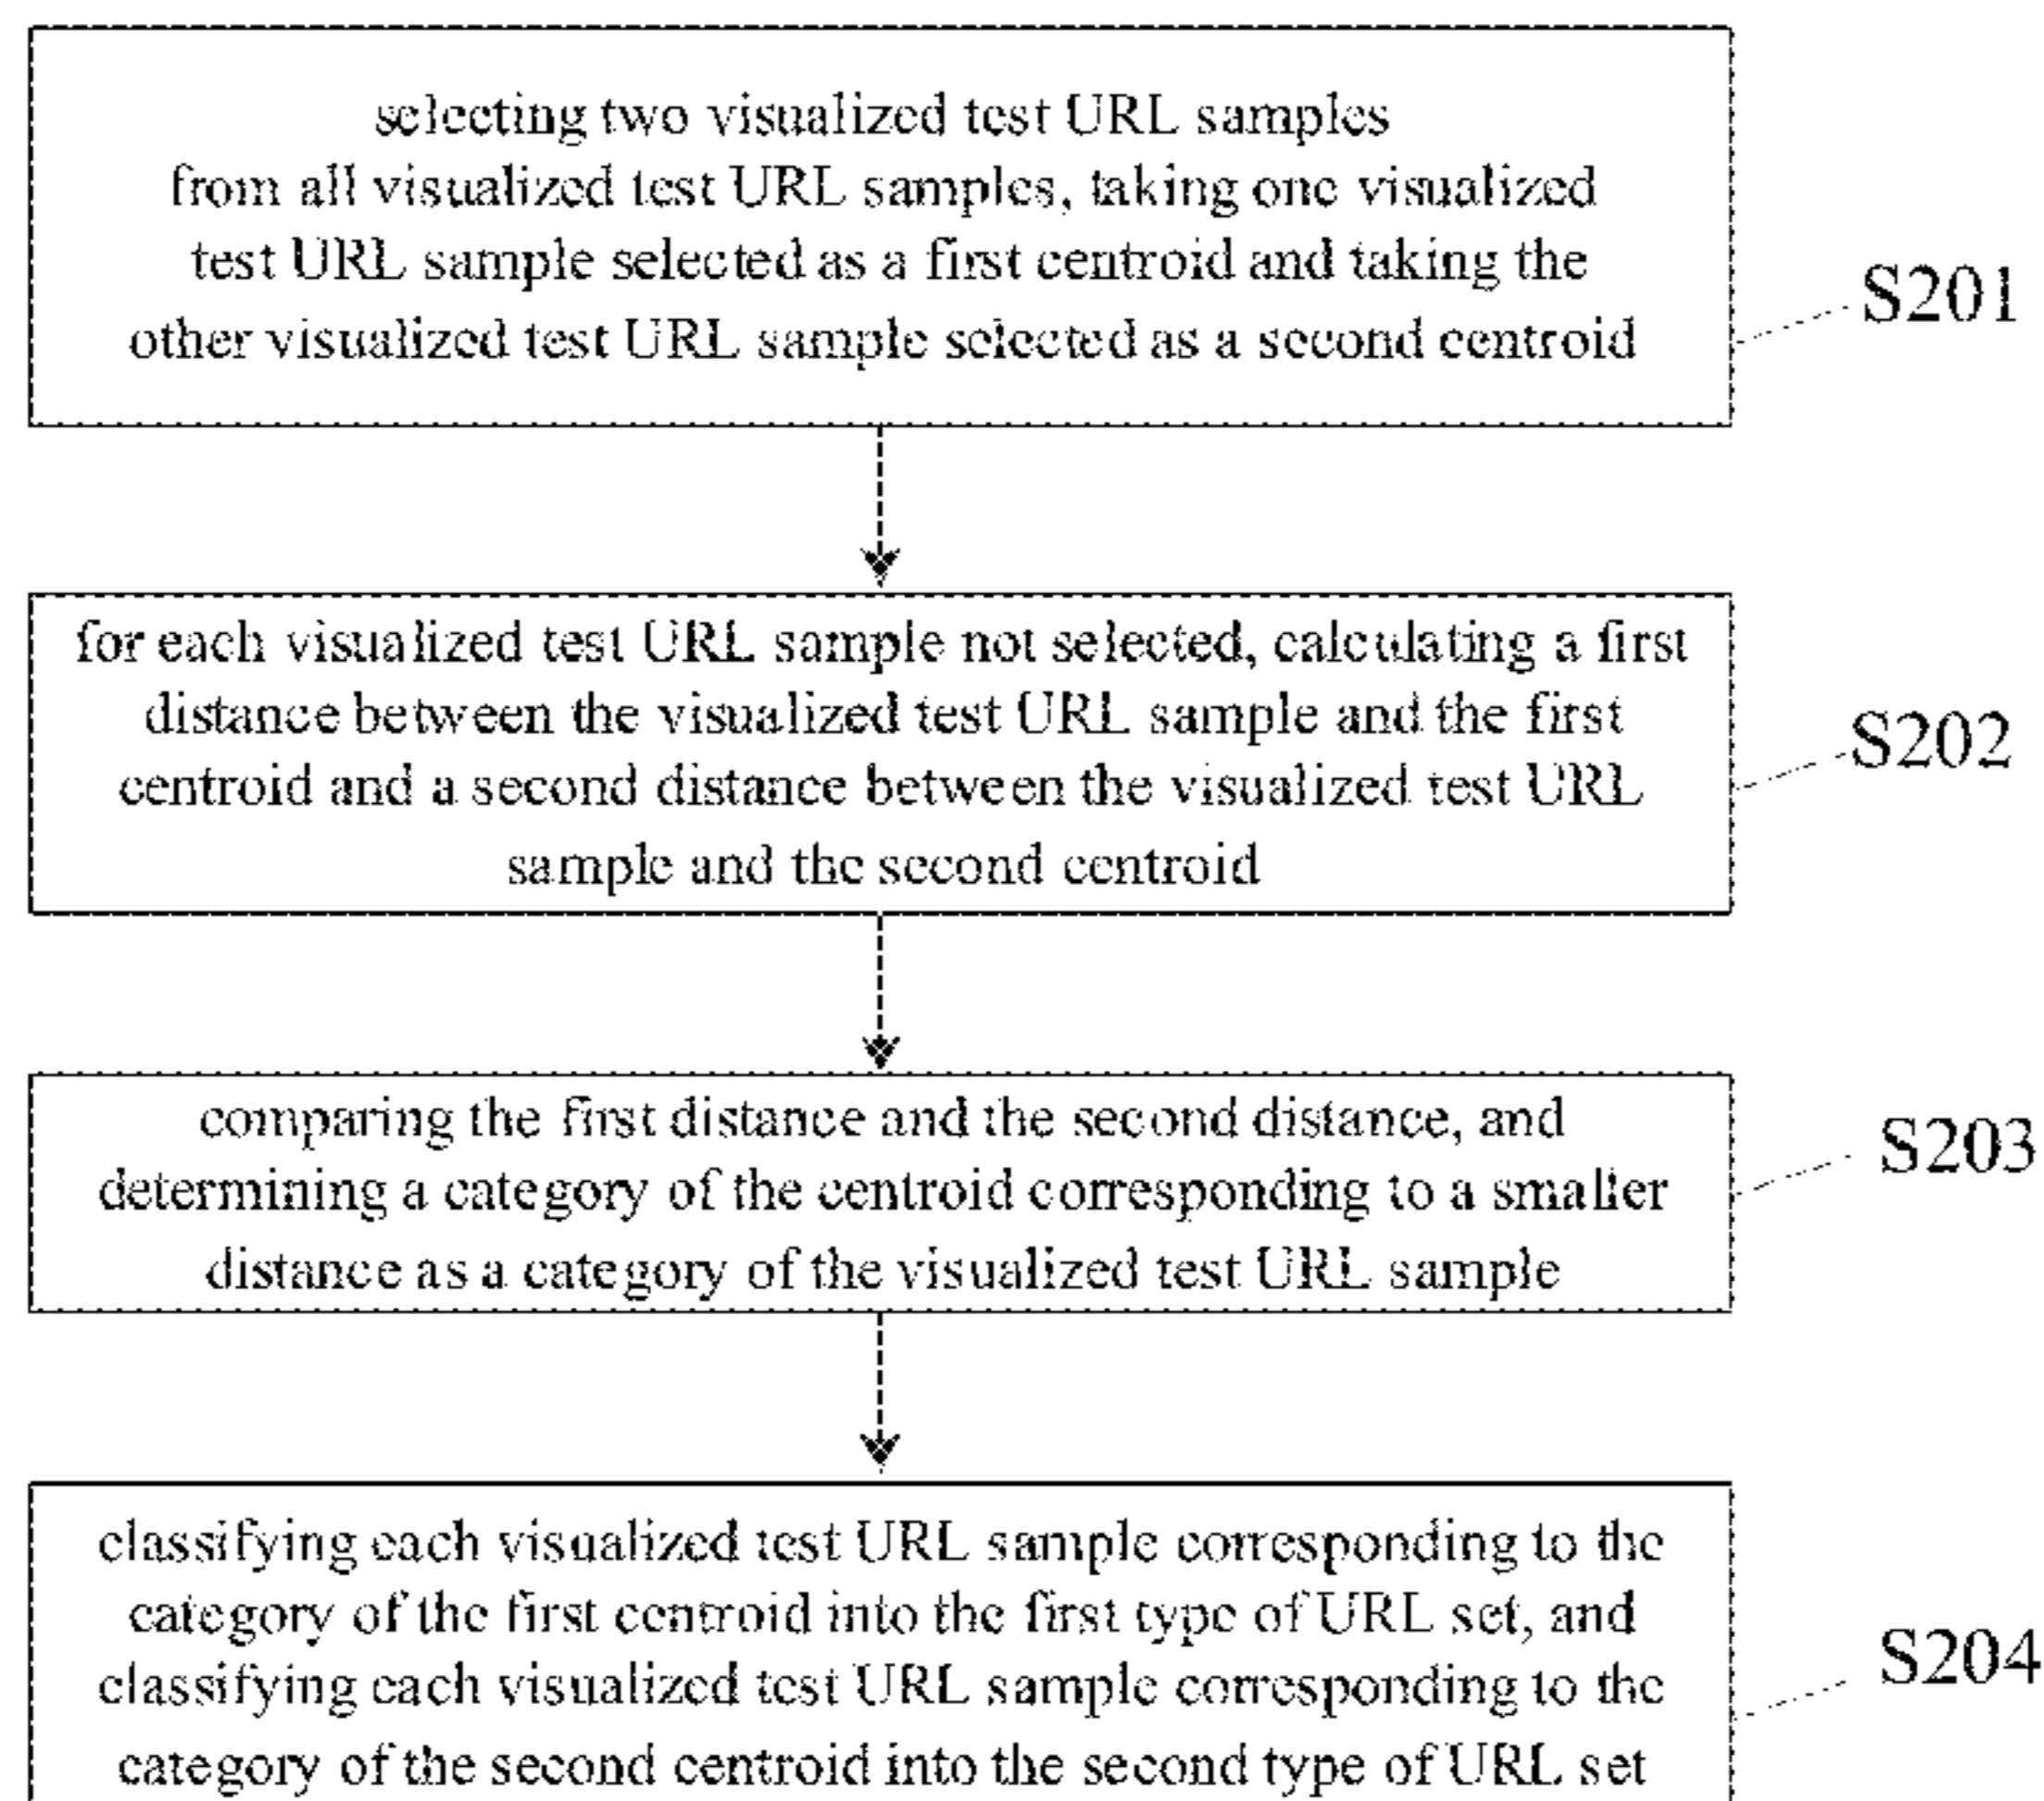 selecting two visualized test URL samples
from all visualized test URL samples, taking one visualized
test URL sample selected as a first centroid and taking the
other visualized test URL sample selected as a second centroid
S201
for each visualized test URL sample not selected, calculating a first
distance between the visualized test URL sample and the first
centroid and a second distance between the visualized test URL
sample and the second centroid
S202
comparing the first distance and the second distance, and
determining a category of the centroid corresponding to a smaller
distance as a category of the visualized test URL sample
S203
classifying each visualized test URL sample corresponding to the
category of the first centroid into the first type of URL set, and
classifying each visualized test URL sample corresponding to the
category of the second centroid into the second type of URL set
S204